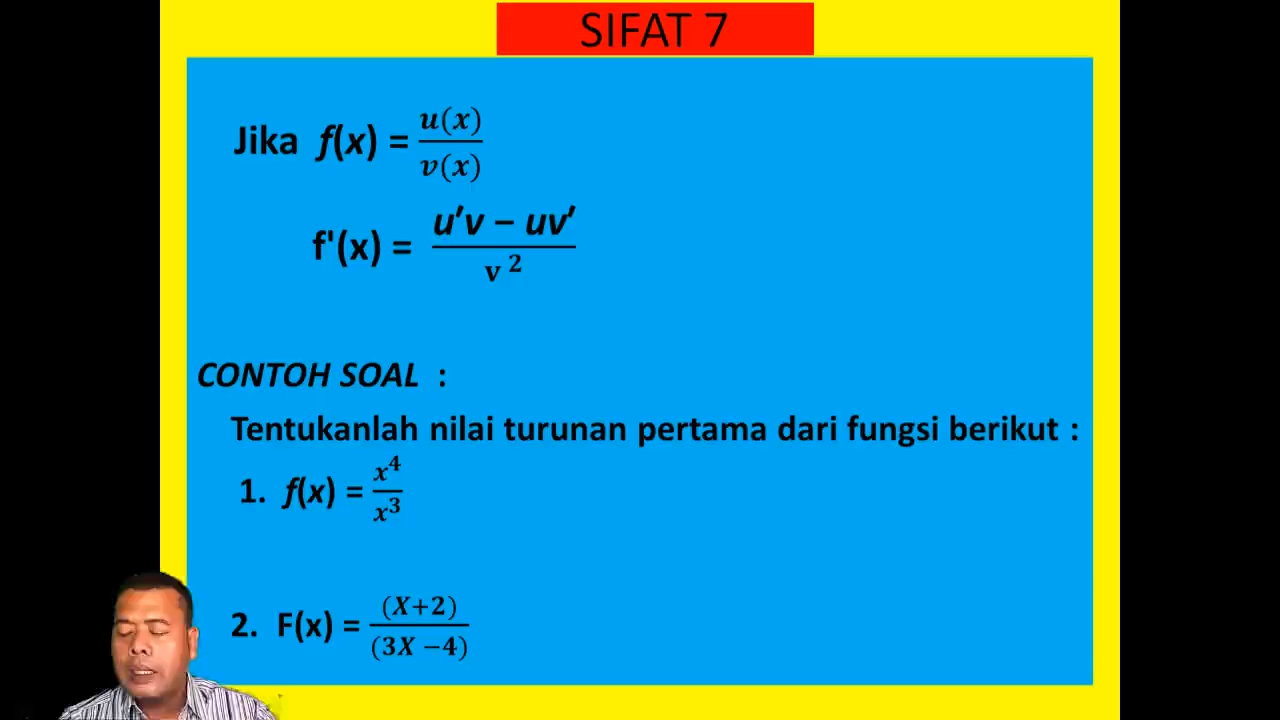 SIFAT 7
Jika f(x) = u(x)/v(x)
f'(x) = u'v – uv'/v²
CONTOH SOAL :
Tentukanlah nilai turunan pertama dari fungsi berikut :
1. f(x) = x⁴/x³
2. F(x) = (X+2)/(3X –4)